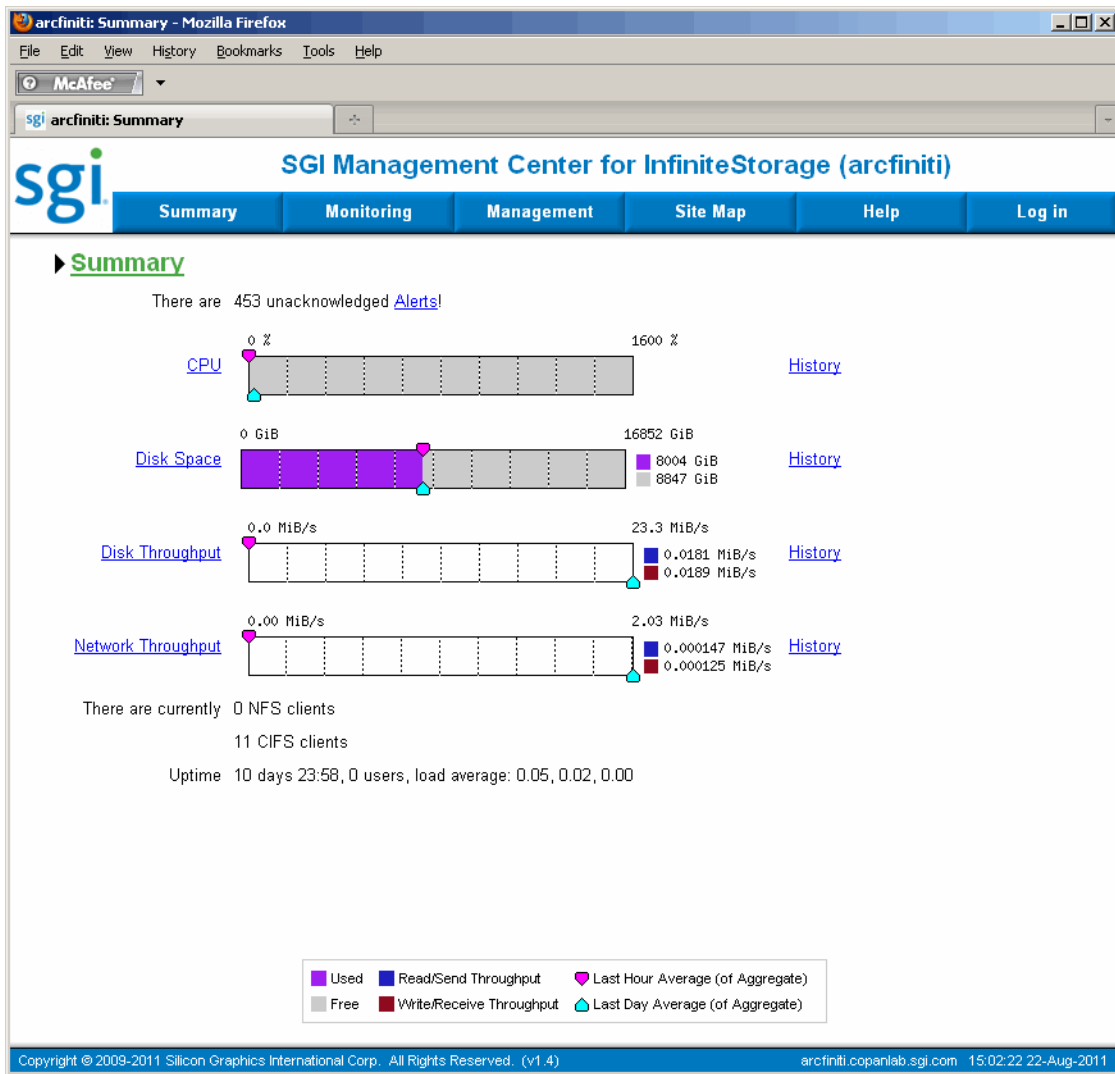 arcfiniti: Summary - Mozilla Firefox
File Edit View History Bookmarks Tools Help
McAfee
sgi arcfiniti: Summary
sgi
SGI Management Center for InfiniteStorage (arcfiniti)
Summary Monitoring Management Site Map Help Log in
Summary
There are 453 unacknowledged Alerts!
0 % 1600 %
CPU History
0 GiB 16852 GiB
Disk Space 8004 GiB History
8847 GiB
0.0 MiB/s 23.3 MiB/s
Disk Throughput 0.0181 MiB/s History
0.0189 MiB/s
0.00 MiB/s 2.03 MiB/s
Network Throughput 0.000147 MiB/s History
0.000125 MiB/s
There are currently 0 NFS clients
11 CIFS clients
Uptime 10 days 23:58, 0 users, load average: 0.05, 0.02, 0.00
Used Read/Send Throughput Last Hour Average (of Aggregate)
Free Write/Receive Throughput Last Day Average (of Aggregate)
Copyright © 2009-2011 Silicon Graphics International Corp. All Rights Reserved. (v1.4) arcfiniti.copanlab.sgi.com 15:02:22 22-Aug-2011